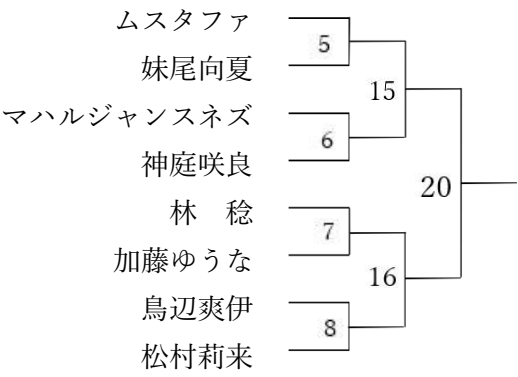 ムスタファ
5
妹尾向夏
15
マハルジャンスネズ
6
神庭咲良
20
林　稔
7
加藤ゆうな
16
鳥辺爽伊
8
松村莉来